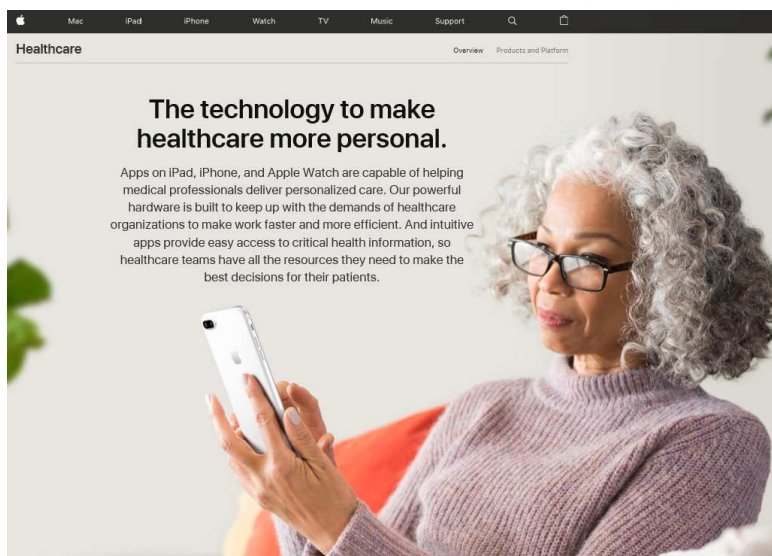 Mac iPad iPhone Watch TV Music Support
Healthcare Overview Products and Platform
The technology to make
healthcare more personal.
Apps on iPad, iPhone, and Apple Watch are capable of helping
medical professionals deliver personalized care. Our powerful
hardware is built to keep up with the demands of healthcare
organizations to make work faster and more efficient. And intuitive
apps provide easy access to critical health information, so
healthcare teams have all the resources they need to make the
best decisions for their patients.